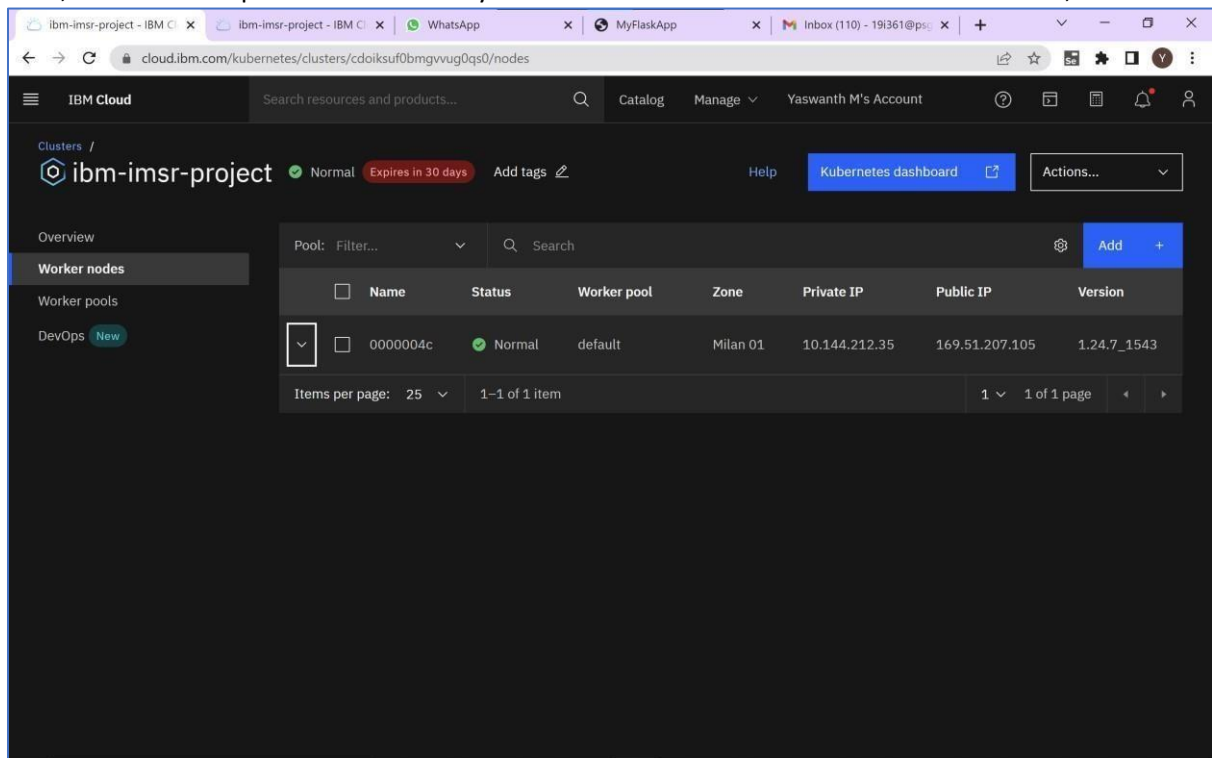 ibm-imsr-project - IBM Cl ibm-imsr-project - IBM Cl WhatsApp MyFlaskApp Inbox (110) - 19i361@psg
cloud.ibm.com/kubernetes/clusters/cdoiksuf0bmgvvug0qs0/nodes Y
IBM Cloud Search resources and products... Catalog Manage Yaswanth M's Account
Clusters /
ibm-imsr-project Normal Expires in 30 days Add tags Help Kubernetes dashboard Actions...
Overview
Worker nodes
Worker pools
DevOps New
Pool: Filter... Search Add +
Name Status Worker pool Zone Private IP Public IP Version
0000004c Normal default Milan 01 10.144.212.35 169.51.207.105 1.24.7_1543
Items per page: 25 1–1 of 1 item 1 1 of 1 page